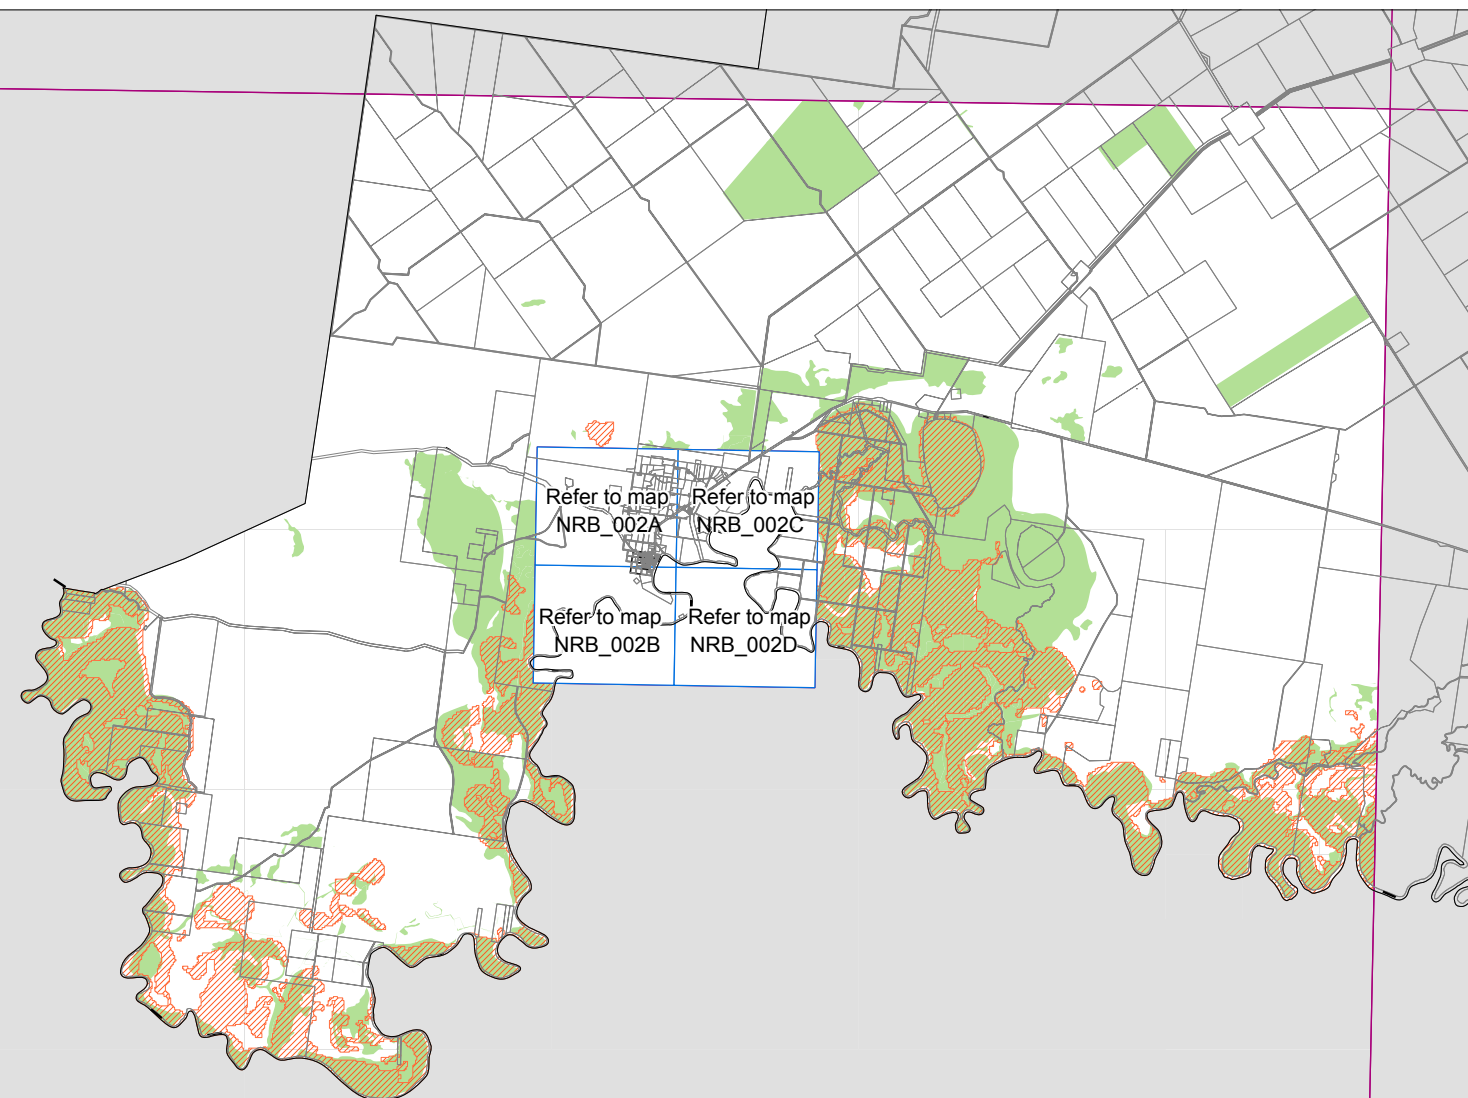 Refer to map
NRB_002A
Refer to map
NRB_002C
Refer to map
NRB_002B
Refer to map
NRB_002D